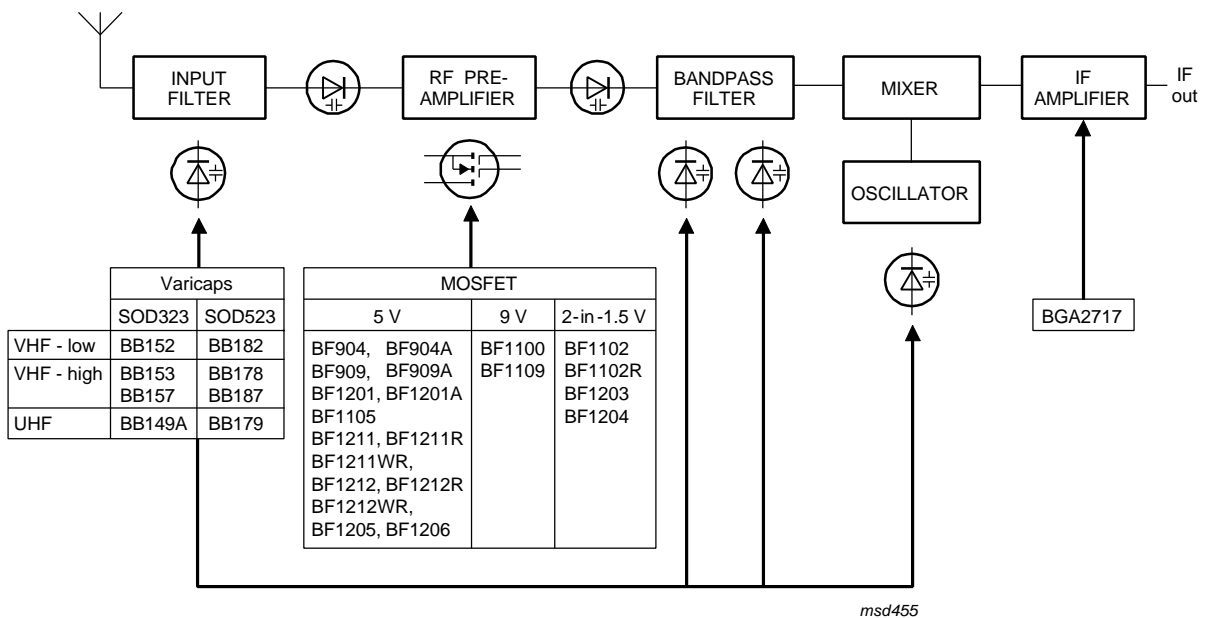 INPUT
FILTER
RF PRE-
AMPLIFIER
BANDPASS
FILTER
MIXER
IF
AMPLIFIER
IF
out
OSCILLATOR
Varicaps
SOD323 SOD523
VHF - low BB152 BB182
VHF - high BB153 BB178
BB157 BB187
UHF BB149A BB179
MOSFET
5 V 9 V 2-in-1.5 V
BF904, BF904A BF1100 BF1102
BF909, BF909A BF1109 BF1102R
BF1201, BF1201A BF1203
BF1105 BF1204
BF1211, BF1211R
BF1211WR,
BF1212, BF1212R
BF1212WR,
BF1205, BF1206
BGA2717
msd455